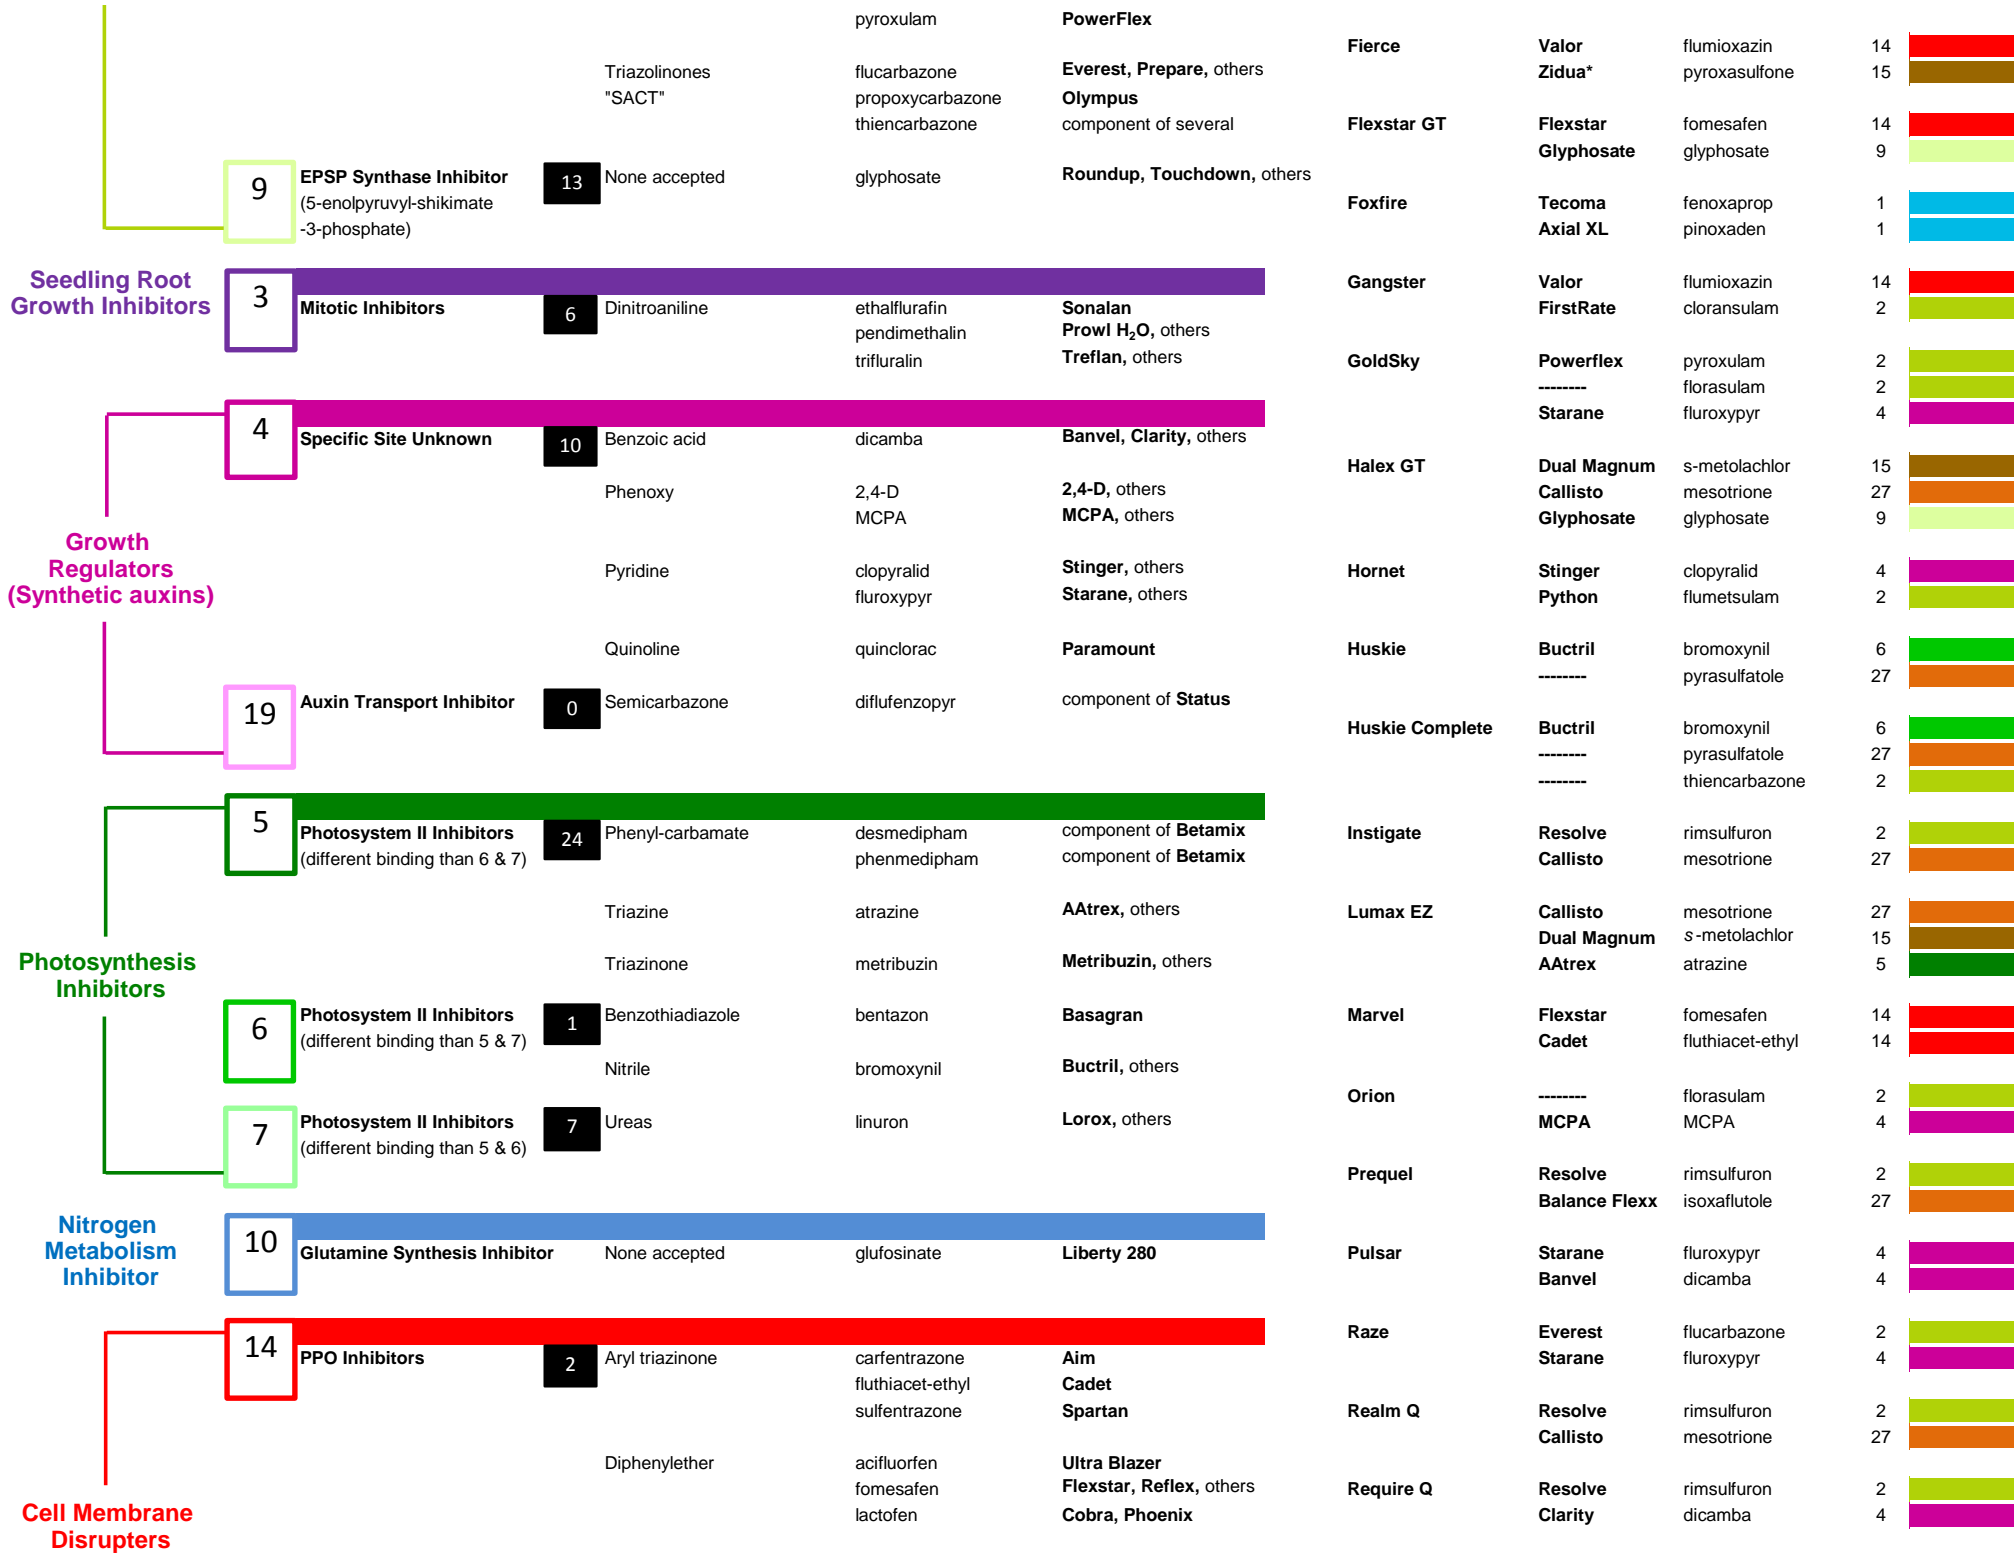 pyroxulam PowerFlex
Triazolinones flucarbazone Everest, Prepare, others
"SACT" propoxycarbazone Olympus
thiencarbazone component of several
9 EPSP Synthase Inhibitor 13 None accepted glyphosate Roundup, Touchdown, others
(5-enolpyruvyl-shikimate
-3-phosphate)
Seedling Root
Growth Inhibitors
3 Mitotic Inhibitors 6 Dinitroaniline ethalflurafin Sonalan
pendimethalin Prowl H2O, others
trifluralin Treflan, others
4 Specific Site Unknown 10 Benzoic acid dicamba Banvel, Clarity, others
Phenoxy 2,4-D 2,4-D, others
MCPA MCPA, others
Growth
Regulators
(Synthetic auxins)
Pyridine clopyralid Stinger, others
fluroxypyr Starane, others
Quinoline quinclorac Paramount
19 Auxin Transport Inhibitor 0 Semicarbazone diflufenzopyr component of Status
5 Photosystem II Inhibitors 24 Phenyl-carbamate desmedipham component of Betamix
(different binding than 6 & 7) phenmedipham component of Betamix
Triazine atrazine AAtrex, others
Photosynthesis
Inhibitors
Triazinone metribuzin Metribuzin, others
6 Photosystem II Inhibitors 1 Benzothiadiazole bentazon Basagran
(different binding than 5 & 7)
Nitrile bromoxynil Buctril, others
7 Photosystem II Inhibitors 7 Ureas linuron Lorox, others
(different binding than 5 & 6)
Nitrogen
Metabolism
Inhibitor
10 Glutamine Synthesis Inhibitor None accepted glufosinate Liberty 280
14 PPO Inhibitors 2 Aryl triazinone carfentrazone Aim
fluthiacet-ethyl Cadet
sulfentrazone Spartan
Diphenylether acifluorfen Ultra Blazer
fomesafen Flexstar, Reflex, others
lactofen Cobra, Phoenix
Cell Membrane
Disrupters
Fierce Valor flumioxazin 14
Zidua* pyroxasulfone 15
Flexstar GT Flexstar fomesafen 14
Glyphosate glyphosate 9
Foxfire Tecoma fenoxaprop 1
Axial XL pinoxaden 1
Gangster Valor flumioxazin 14
FirstRate cloransulam 2
GoldSky Powerflex pyroxulam 2
-------- florasulam 2
Starane fluroxypyr 4
Halex GT Dual Magnum s-metolachlor 15
Callisto mesotrione 27
Glyphosate glyphosate 9
Hornet Stinger clopyralid 4
Python flumetsulam 2
Huskie Buctril bromoxynil 6
-------- pyrasulfatole 27
Huskie Complete Buctril bromoxynil 6
-------- pyrasulfatole 27
-------- thiencarbazone 2
Instigate Resolve rimsulfuron 2
Callisto mesotrione 27
Lumax EZ Callisto mesotrione 27
Dual Magnum s-metolachlor 15
AAtrex atrazine 5
Marvel Flexstar fomesafen 14
Cadet fluthiacet-ethyl 14
Orion -------- florasulam 2
MCPA MCPA 4
Prequel Resolve rimsulfuron 2
Balance Flexx isoxaflutole 27
Pulsar Starane fluroxypyr 4
Banvel dicamba 4
Raze Everest flucarbazone 2
Starane fluroxypyr 4
Realm Q Resolve rimsulfuron 2
Callisto mesotrione 27
Require Q Resolve rimsulfuron 2
Clarity dicamba 4